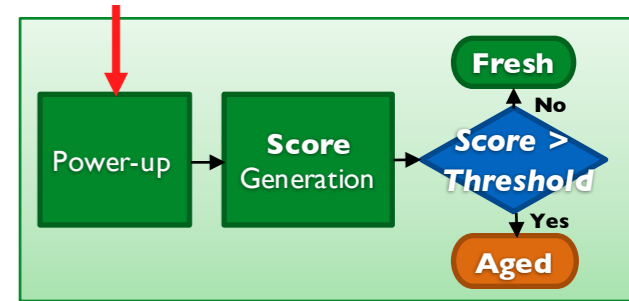 Power-up
Score
Generation
Score >
Threshold
No
Fresh
Yes
Aged